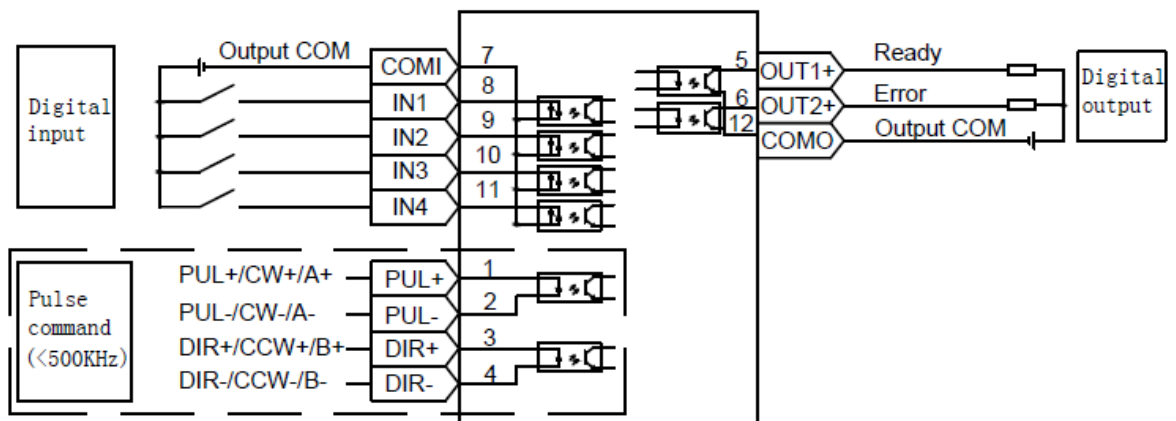 Digital
input
Output COM
COMI
7
IN1
8
IN2
9
IN3
10
IN4
11
5
OUT1+
Ready
6
OUT2+
Error
12
COMO
Output COM
Digital
output
Pulse
command
(<500KHz)
PUL+/CW+/A+
PUL+
1
PUL-/CW-/A-
PUL-
2
DIR+/CCW+/B+
DIR+
3
DIR-/CCW-/B-
DIR-
4